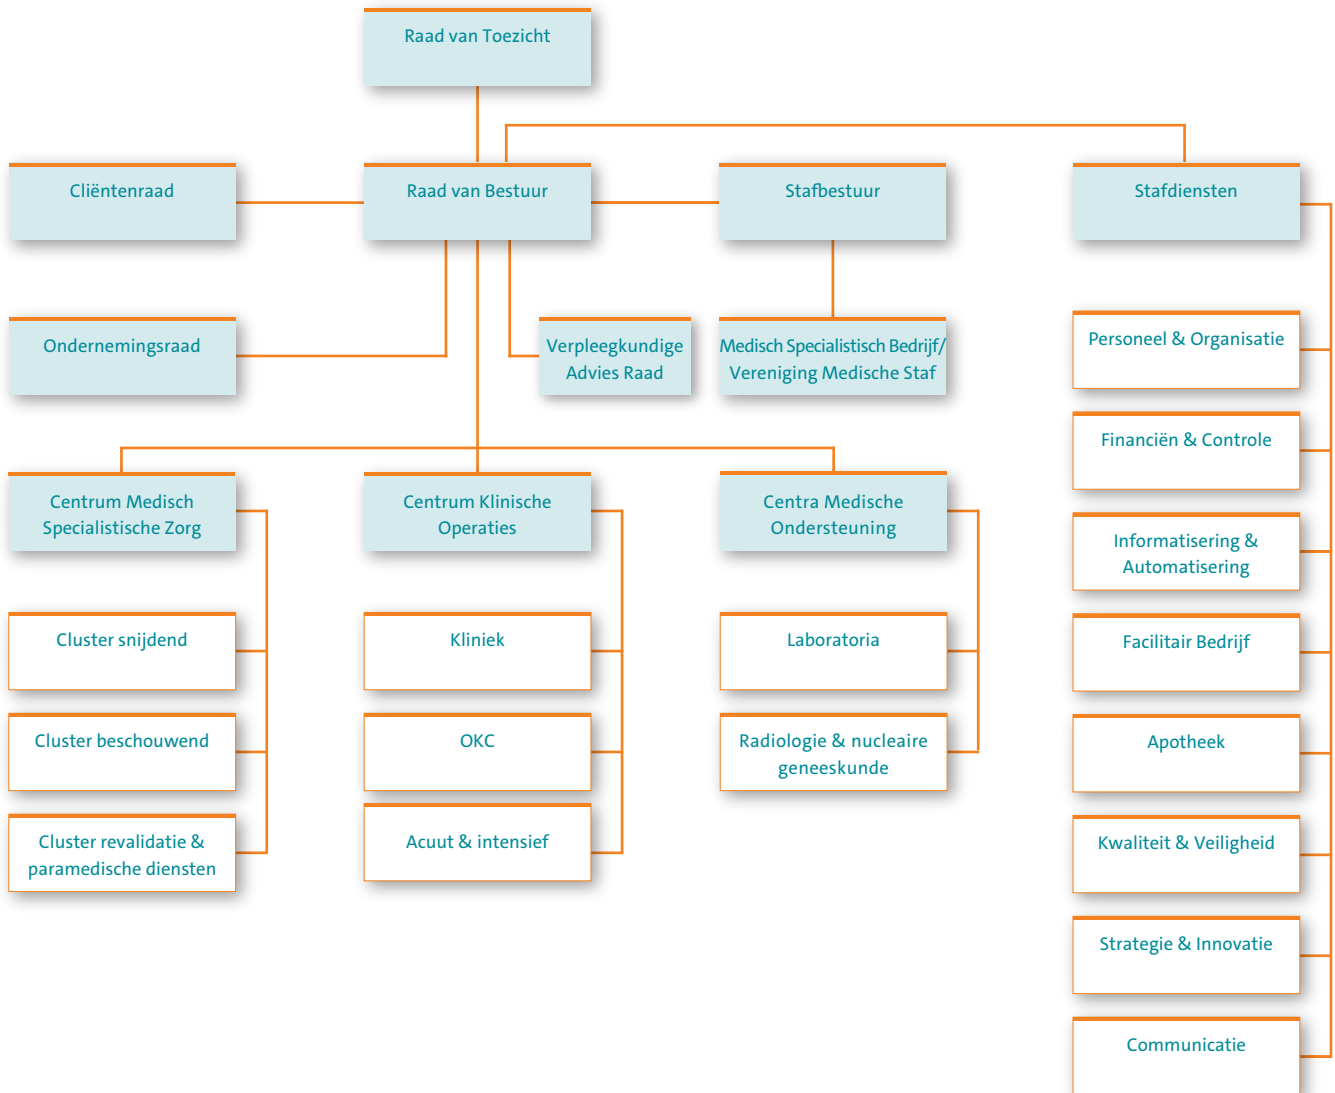 Raad van Toezicht
Cliëntenraad
Raad van Bestuur
Stafbestuur
Stafdiensten
Ondernemingsraad
Verpleegkundige
Advies Raad
Medisch Specialistisch Bedrijf/
Vereniging Medische Staf
Personeel & Organisatie
Financiën & Controle
Informatisering &
Automatisering
Facilitair Bedrijf
Apotheek
Kwaliteit & Veiligheid
Strategie & Innovatie
Communicatie
Centrum Medisch
Specialistische Zorg
Cluster snijdend
Cluster beschouwend
Cluster revalidatie &
paramedische diensten
Centrum Klinische
Operaties
Kliniek
OKC
Acuut & intensief
Centra Medische
Ondersteuning
Laboratoria
Radiologie & nucleaire
geneeskunde